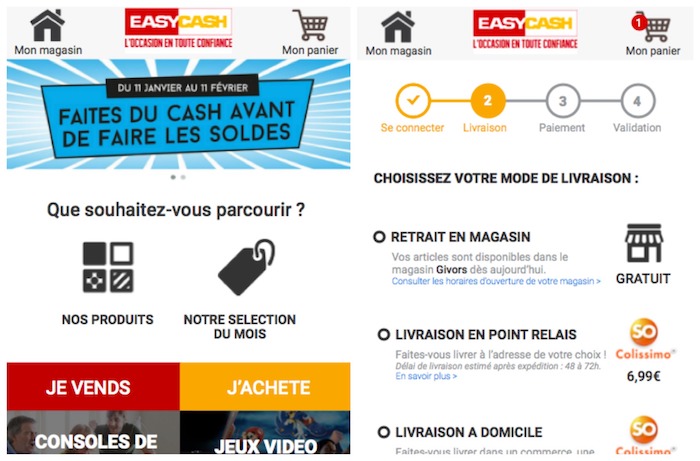 EASYCASH
L'OCCASION EN TOUTE CONFIANCE
Mon magasin
Mon panier
DU 11 JANVIER AU 11 FÉVRIER
FAITES DU CASH AVANT
DE FAIRE LES SOLDES
Que souhaitez-vous parcourir ?
NOS PRODUITS
NOTRE SELECTION
DU MOIS
JE VENDS
J'ACHETE
CONSOLES DE
JEUX VIDÉO
EASYCASH
L'OCCASION EN TOUTE CONFIANCE
1
Mon magasin
Mon panier
2
3
4
Se connecter
Livraison
Paiement
Validation
CHOISISSEZ VOTRE MODE DE LIVRAISON :
RETRAIT EN MAGASIN
Vos articles sont disponibles dans le
magasin Givors dès aujourd'hui.
Consulter les horaires d'ouverture de votre magasin >
GRATUIT
LIVRAISON EN POINT RELAIS
Faites-vous livrer à l'adresse de votre choix !
Délai de livraison estimé après expédition : 48 à 72h.
En savoir plus >
SO
Colissimo®
6,99€
LIVRAISON A DOMICILE
Faites-vous livrer dans un commerce, une
SO
Colissimo®